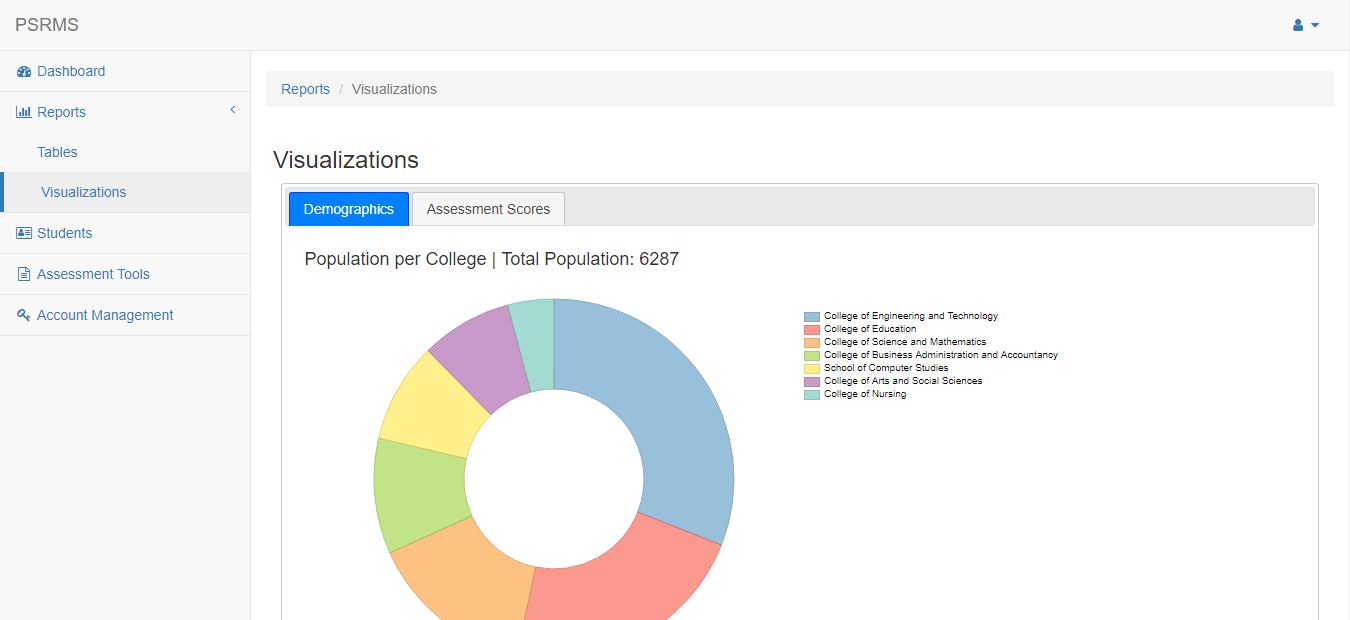 PSRMS
Dashboard
Reports
Tables
Visualizations
Students
Assessment Tools
Account Management
Reports / Visualizations
Visualizations
Demographics
Assessment Scores
Population per College | Total Population: 6287
College of Engineering and Technology
College of Education
College of Science and Mathematics
College of Business Administration and Accountancy
School of Computer Studies
College of Arts and Social Sciences
College of Nursing